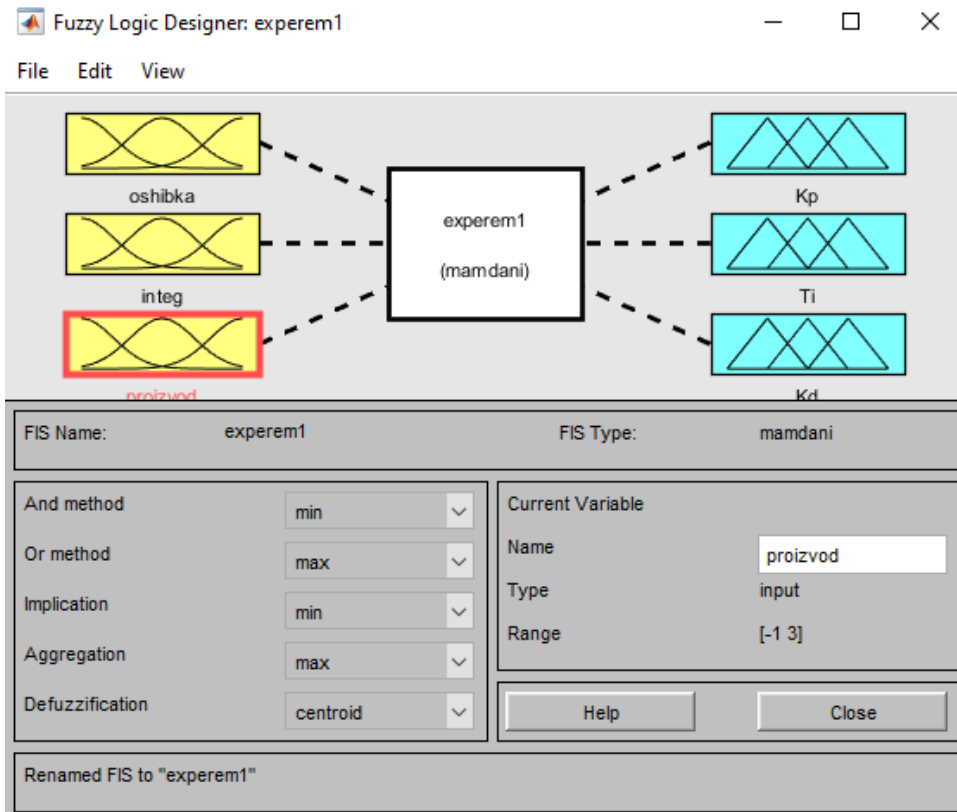 Fuzzy Logic Designer: experem1
File Edit View
oshibka
integ
proizvod
experem1
(mamdani)
Kp
Ti
Kd
FIS Name: experem1 FIS Type: mamdani
And method min
Or method max
Implication min
Aggregation max
Defuzzification centroid
Current Variable
Name proizvod
Type input
Range [-1 3]
Help Close
Renamed FIS to "experem1"